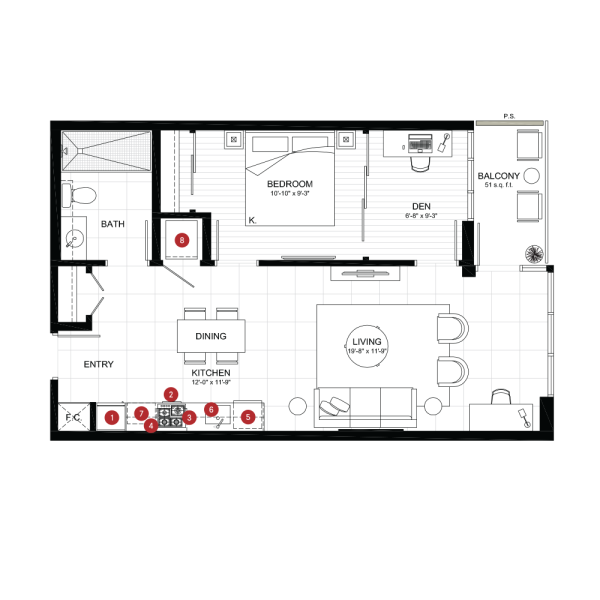 P.S.
BALCONY
51 s.q. f.t.
BEDROOM
10'-10" x 9'-3"
DEN
6'-8" x 9'-3"
K.
BATH
8
DINING
LIVING
19'-8" x 11'-9"
ENTRY
KITCHEN
12'-0" x 11'-9"
F.C.
1
7
2
4
3
6
5